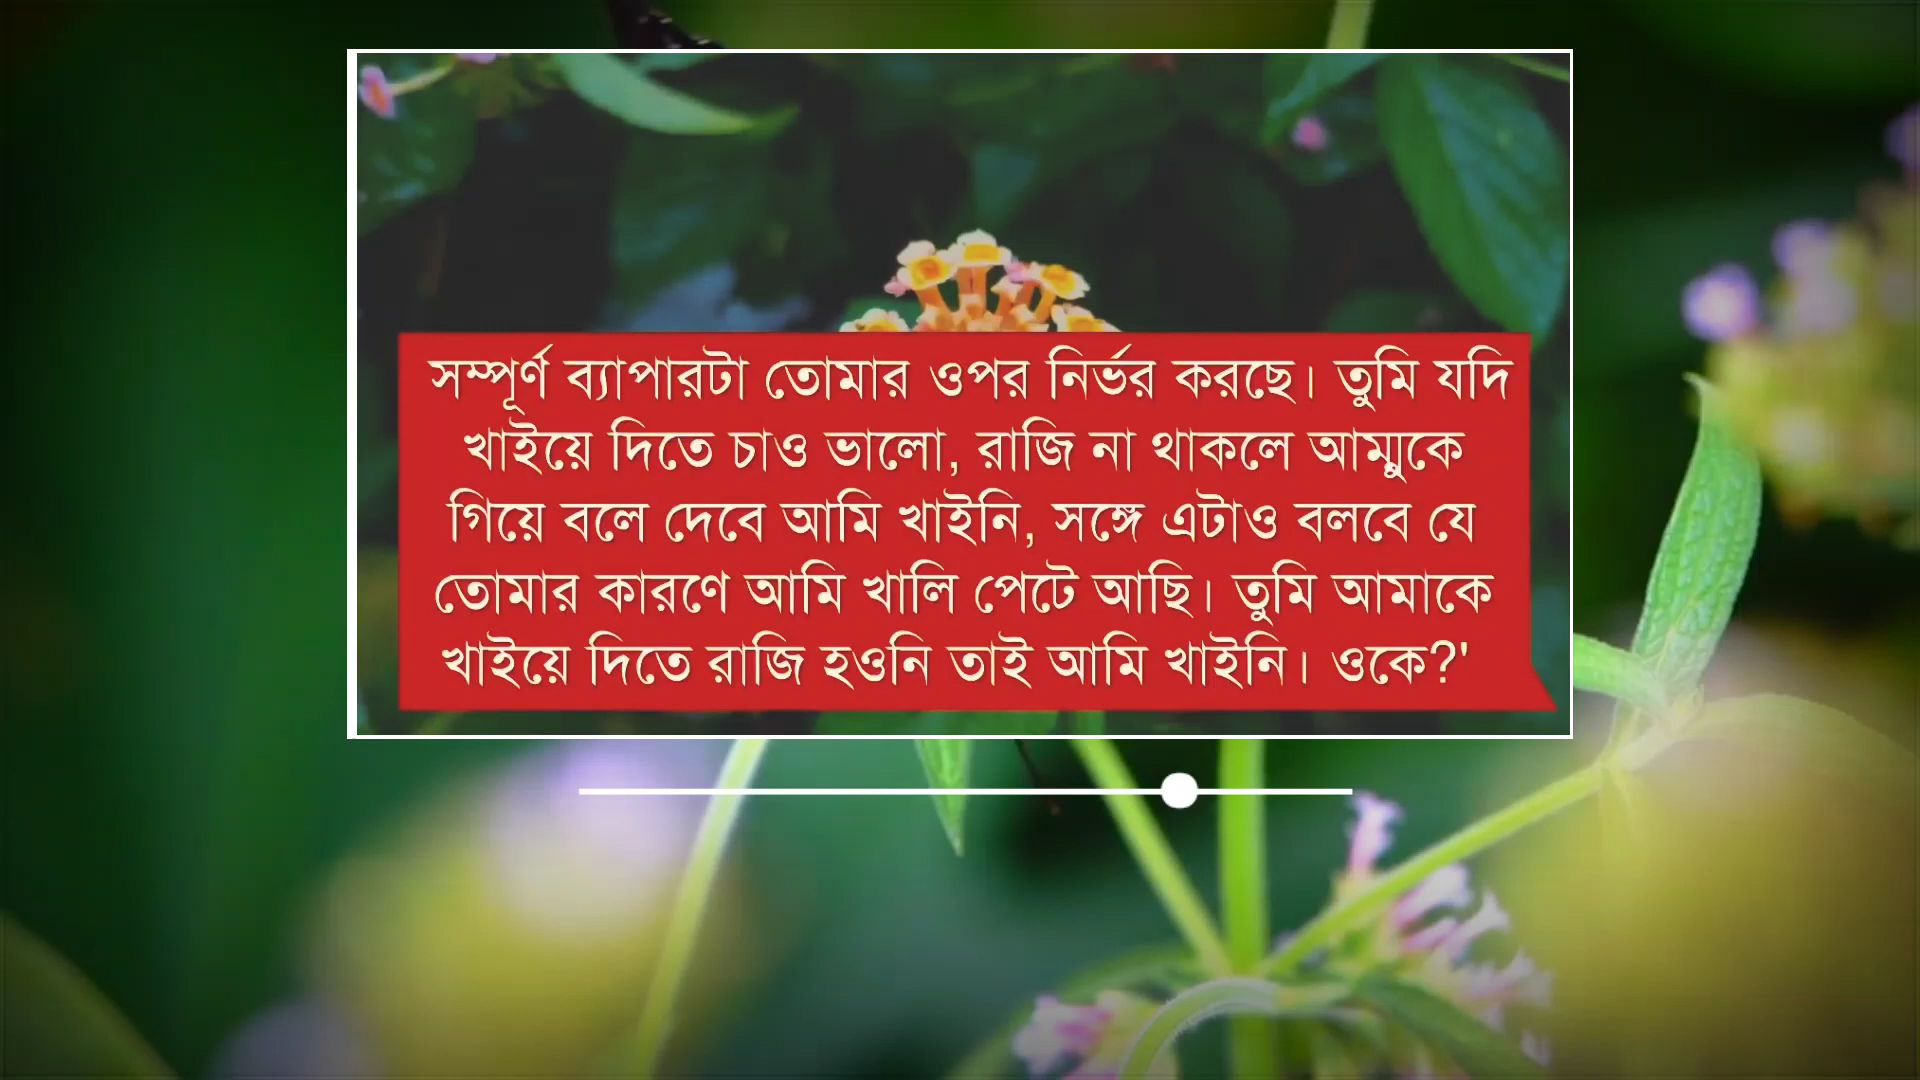 সম্পূর্ণ ব্যাপারটা তোমার ওপর নির্ভর করছে। তুমি যদি
খাইয়ে দিতে চাও ভালো, রাজি না থাকলে আম্মুকে
গিয়ে বলে দেবে আমি খাইনি, সঙ্গে এটাও বলবে যে
তোমার কারণে আমি খালি পেটে আছি। তুমি আমাকে
খাইয়ে দিতে রাজি হওনি তাই আমি খাইনি। ওকে?'